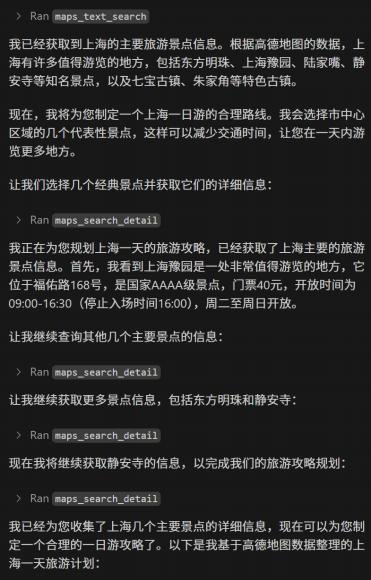 > Ran maps_text_search
我已经获取到上海的主要旅游景点信息。根据高德地图的数据，上
海有许多值得游览的地方，包括东方明珠、上海豫园、陆家嘴、静
安寺等知名景点，以及七宝古镇、朱家角等特色古镇。
现在，我将为您制定一个上海一日游的合理路线。我会选择市中心
区域的几个代表性景点，这样可以减少交通时间，让您在一天内游
览更多地方。
让我们选择几个经典景点并获取它们的详细信息：
> Ran maps_search_detail
我正在为您规划上海一天的旅游攻略，已经获取了上海主要的旅游
景点信息。首先，我看到上海豫园是一处非常值得游览的地方，它
位于福佑路168号，是国家AAAA级景点，门票40元，开放时间为
09:00-16:30（停止入场时间16:00），周二至周日开放。
让我继续查询其他几个主要景点的信息：
> Ran maps_search_detail
让我继续获取更多景点信息，包括东方明珠和静安寺：
> Ran maps_search_detail
现在我将继续获取静安寺的信息，以完成我们的旅游攻略规划：
> Ran maps_search_detail
我已经为您收集了上海几个主要景点的详细信息，现在可以为您制
定一个合理的一日游攻略了。以下是我基于高德地图数据整理的上
海一天旅游计划：